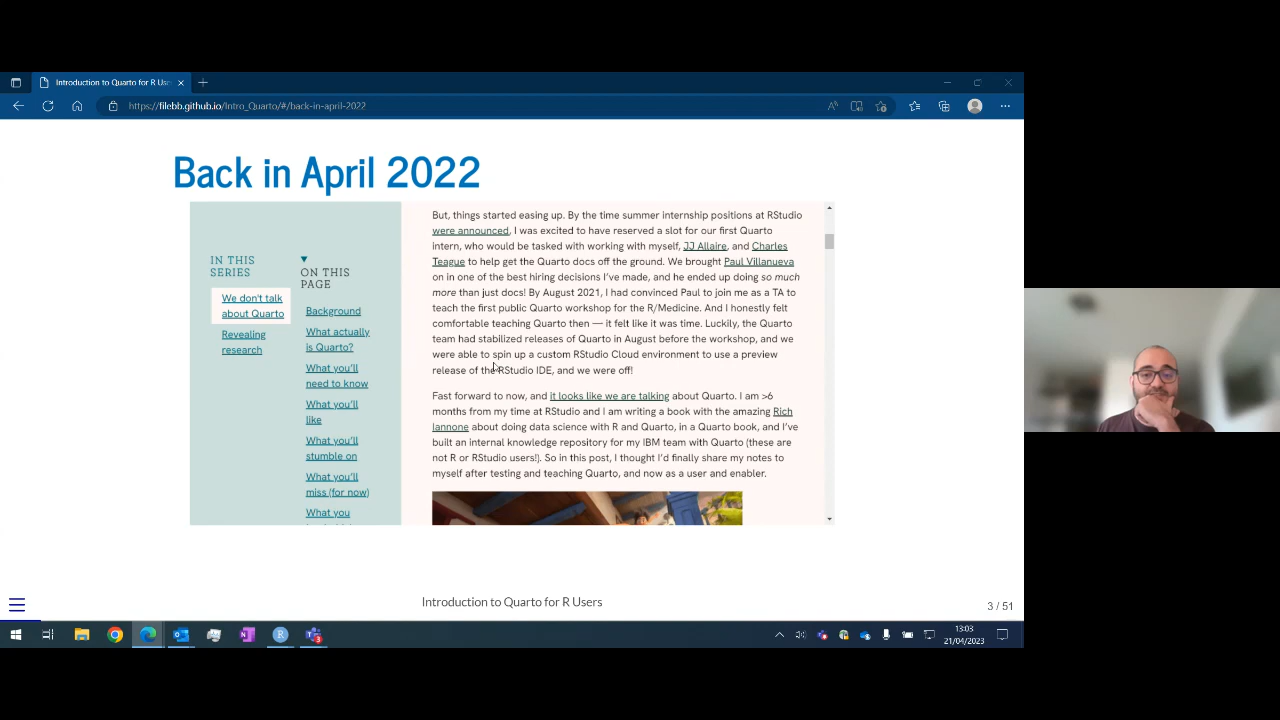 Introduction to Quarto for R Use
https://filebb.github.io/Intro_Quarto/#/back-in-april-2022
Back in April 2022
IN THIS
SERIES
We don't talk
about Quarto
Revealing
research
ON THIS
PAGE
Background
What actually
is Quarto?
What you'll
need to know
What you'll
like
What you'll
stumble on
What you'll
miss (for now)
What you
But, things started easing up. By the time summer internship positions at RStudio
were announced, I was excited to have reserved a slot for our first Quarto
intern, who would be tasked with working with myself, JJ Allaire, and Charles
Teague to help get the Quarto docs off the ground. We brought Paul Villanueva
on in one of the best hiring decisions I've made, and he ended up doing so much
more than just docs! By August 2021, I had convinced Paul to join me as a TA to
teach the first public Quarto workshop for the R/Medicine. And I honestly felt
comfortable teaching Quarto then — it felt like it was time. Luckily, the Quarto
team had stabilized releases of Quarto in August before the workshop, and we
were able to spin up a custom RStudio Cloud environment to use a preview
release of the RStudio IDE, and we were off!
Fast forward to now, and it looks like we are talking about Quarto. I am >6
months from my time at RStudio and I am writing a book with the amazing Rich
Iannone about doing data science with R and Quarto, in a Quarto book, and I've
built an internal knowledge repository for my IBM team with Quarto (these are
not R or RStudio users!). So in this post, I thought I'd finally share my notes to
myself after testing and teaching Quarto, and now as a user and enabler.
Introduction to Quarto for R Users
3 / 51
13:03
21/04/2023